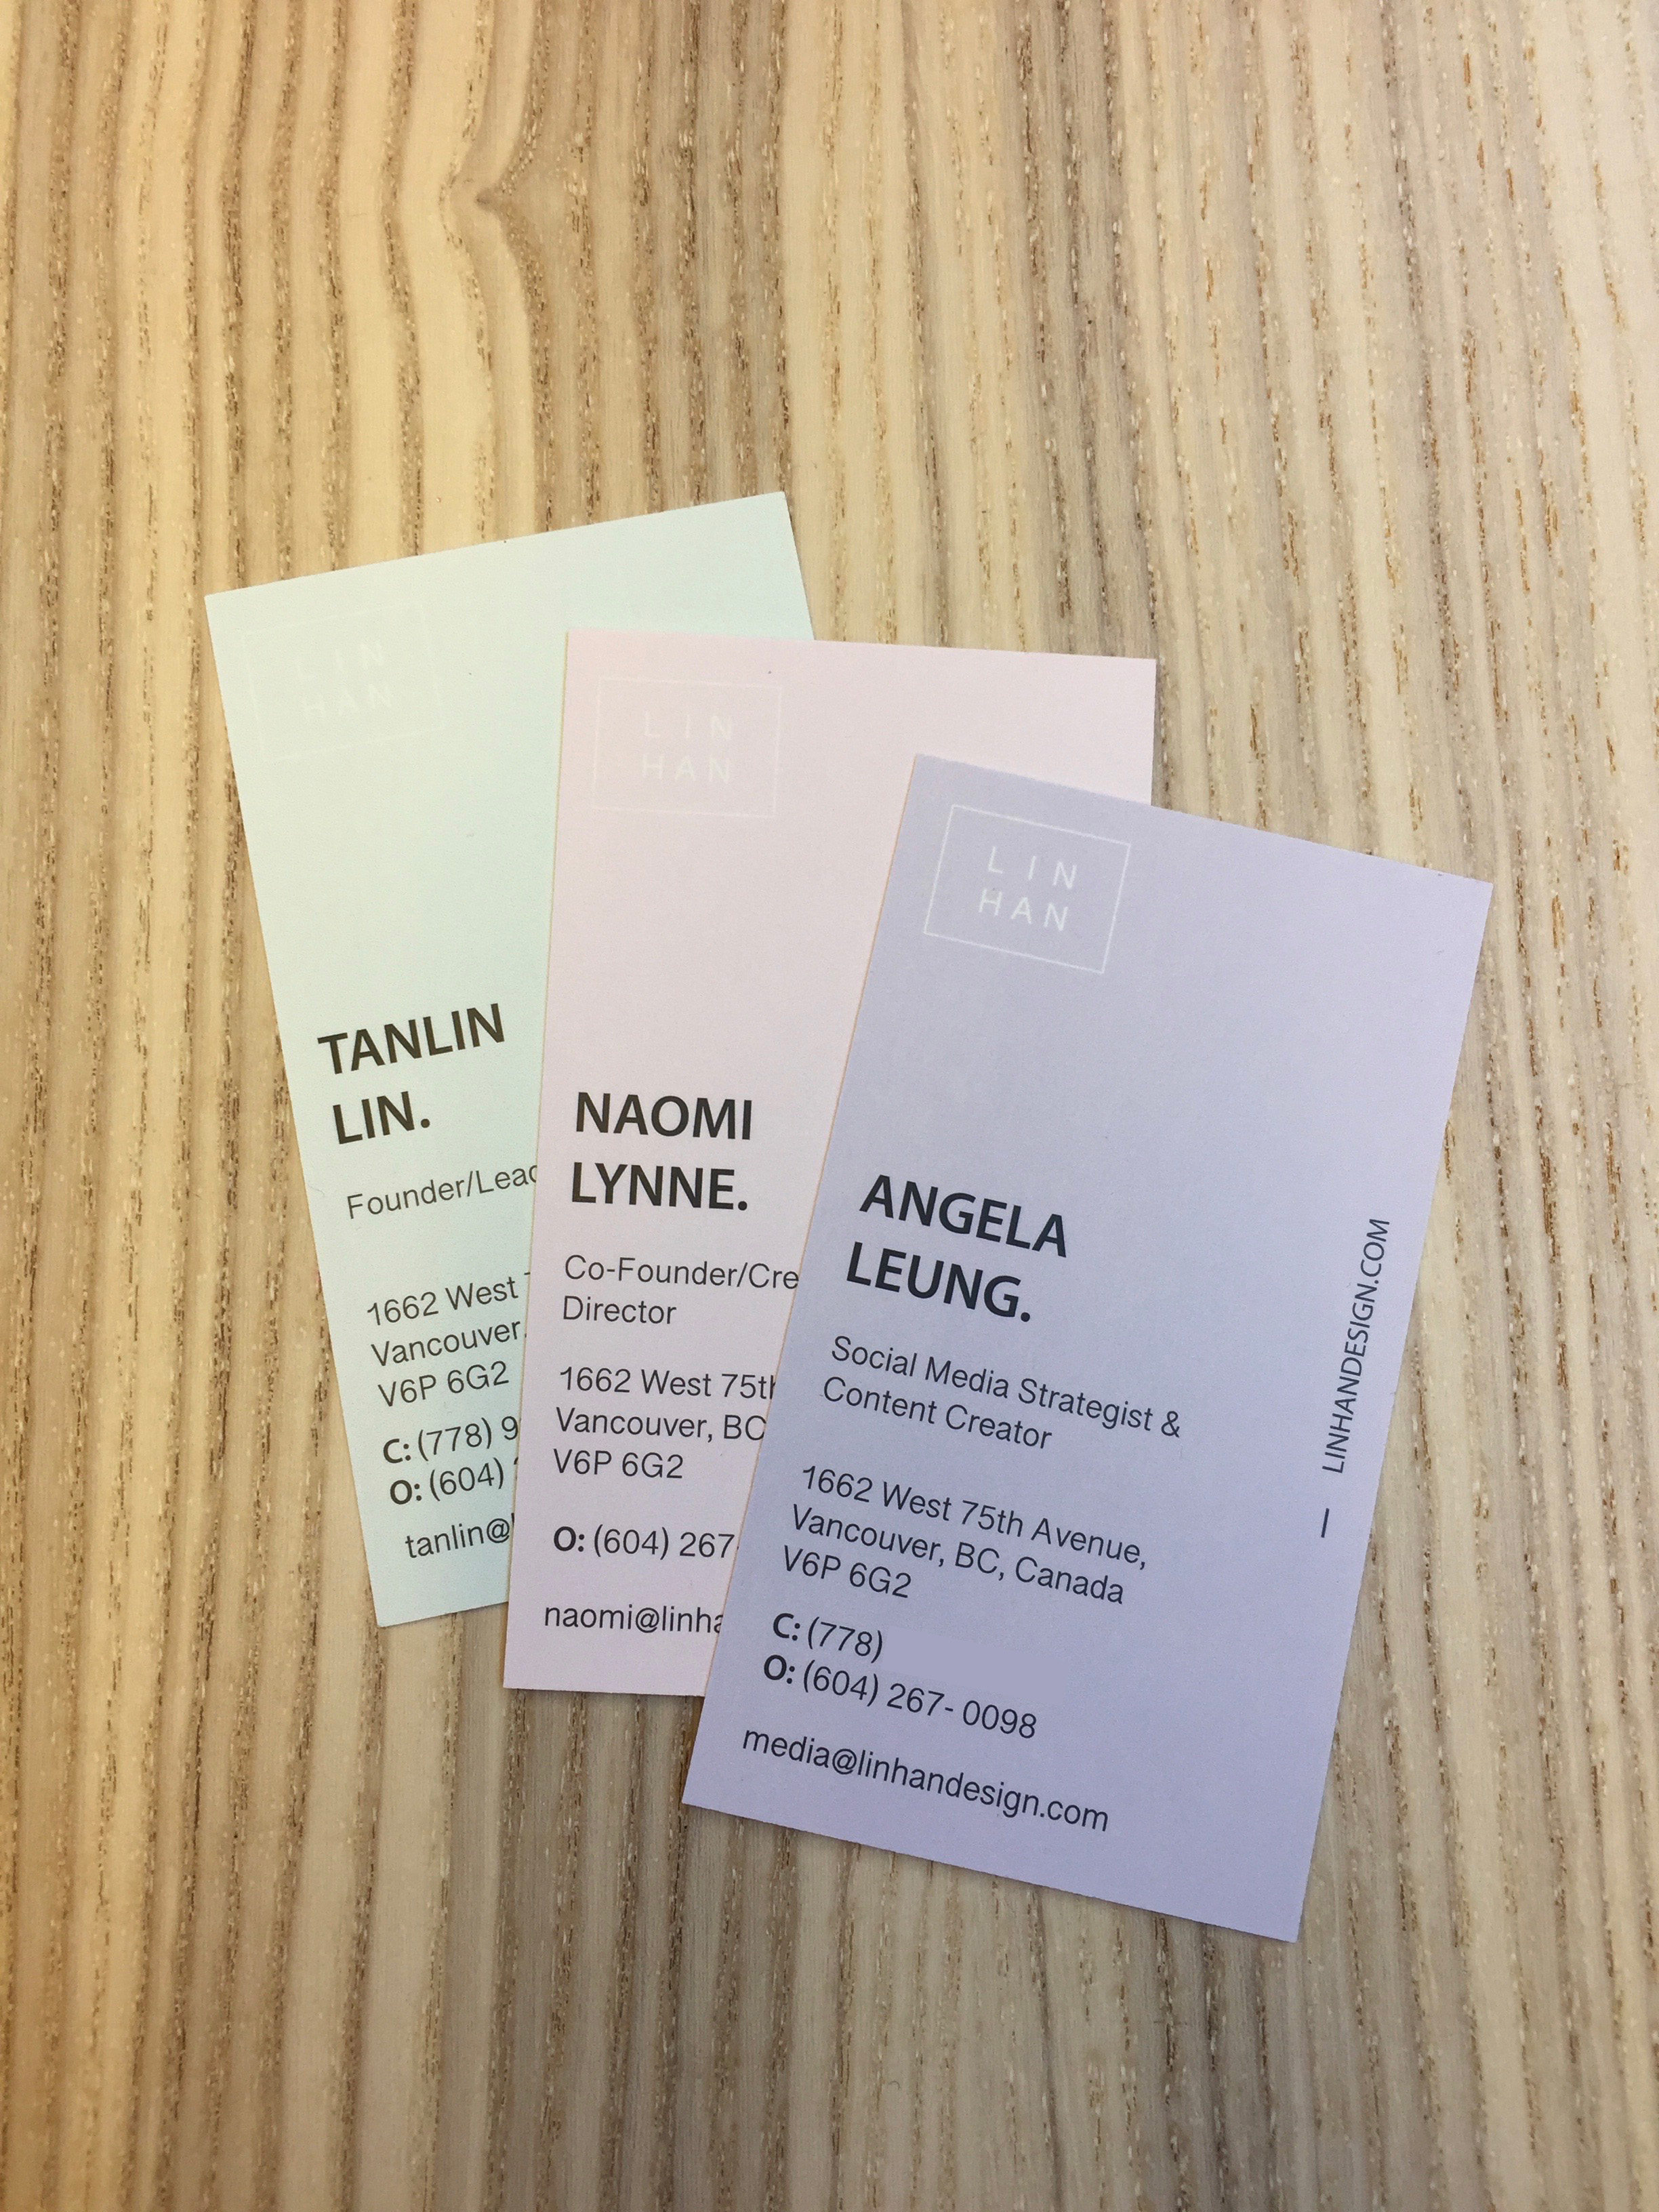 LIN
HAN
TANLIN
LIN.
Founder/Lead
1662 West
Vancouver,
V6P 6G2
C: (778) 9
O: (604)
tanlin@
LIN
HAN
NAOMI
LYNNE.
Co-Founder/Cre
Director
1662 West 75th
Vancouver, BC
V6P 6G2
O: (604) 267-
naomi@linha
LIN
HAN
ANGELA
LEUNG.
Social Media Strategist &
Content Creator
1662 West 75th Avenue,
Vancouver, BC, Canada
V6P 6G2
C: (778)
O: (604) 267- 0098
media@linhandesign.com
— LINHANDESIGN.COM